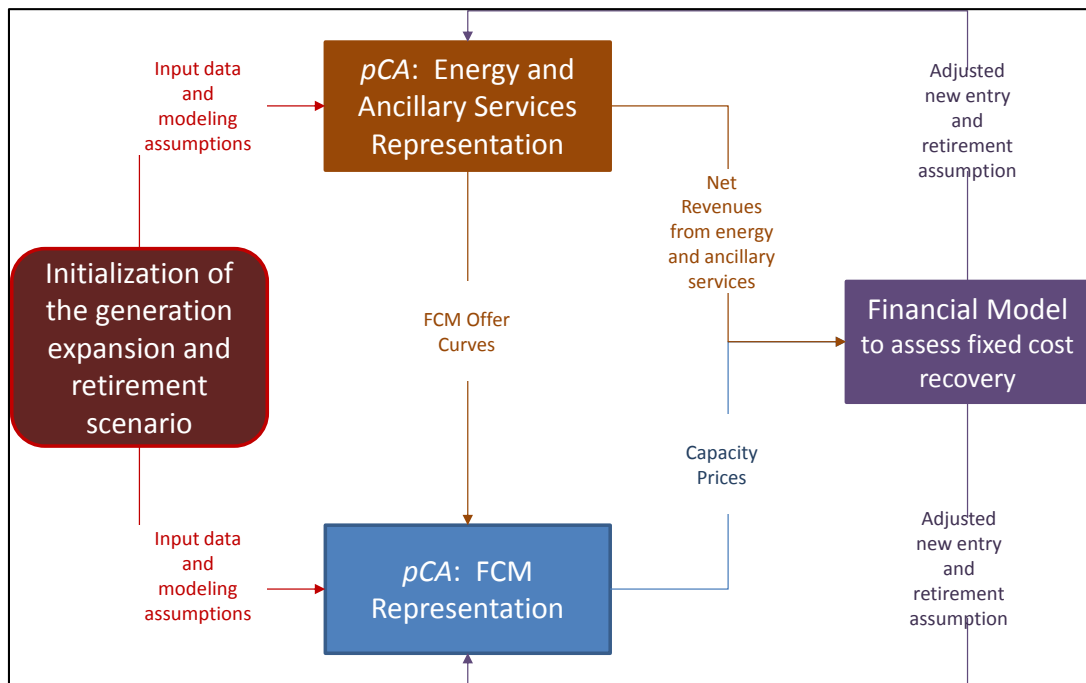 Input data
and
modeling
assumptions
pCA:  Energy and
Ancillary Services
Representation
Adjusted
new entry
and
retirement
assumption
Net
Revenues
from energy
and ancillary
services
Initialization of
the generation
expansion and
retirement
scenario
FCM Offer
Curves
Financial Model
to assess fixed cost
recovery
Capacity
Prices
Input data
and
modeling
assumptions
pCA:  FCM
Representation
Adjusted
new entry
and
retirement
assumption